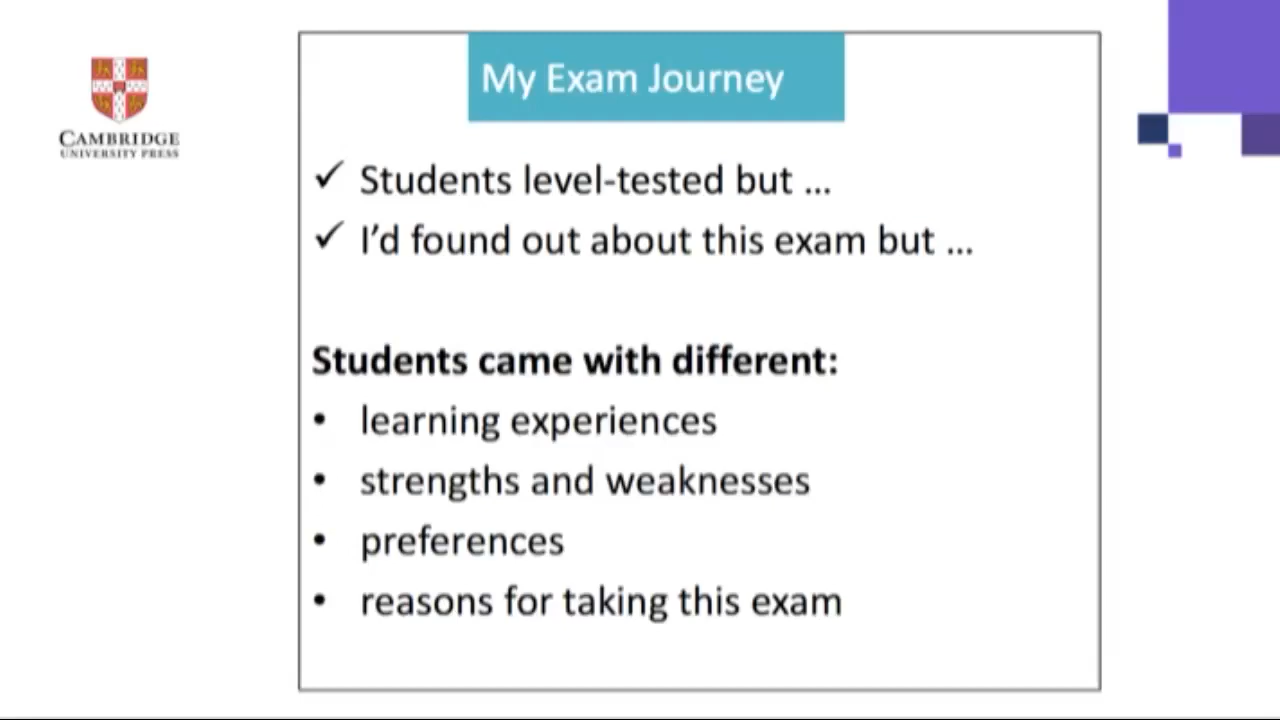 CAMBRIDGE
UNIVERSITY PRESS
My Exam Journey
✓ Students level-tested but ...
✓ I'd found out about this exam but ...
Students came with different:
• learning experiences
• strengths and weaknesses
• preferences
• reasons for taking this exam